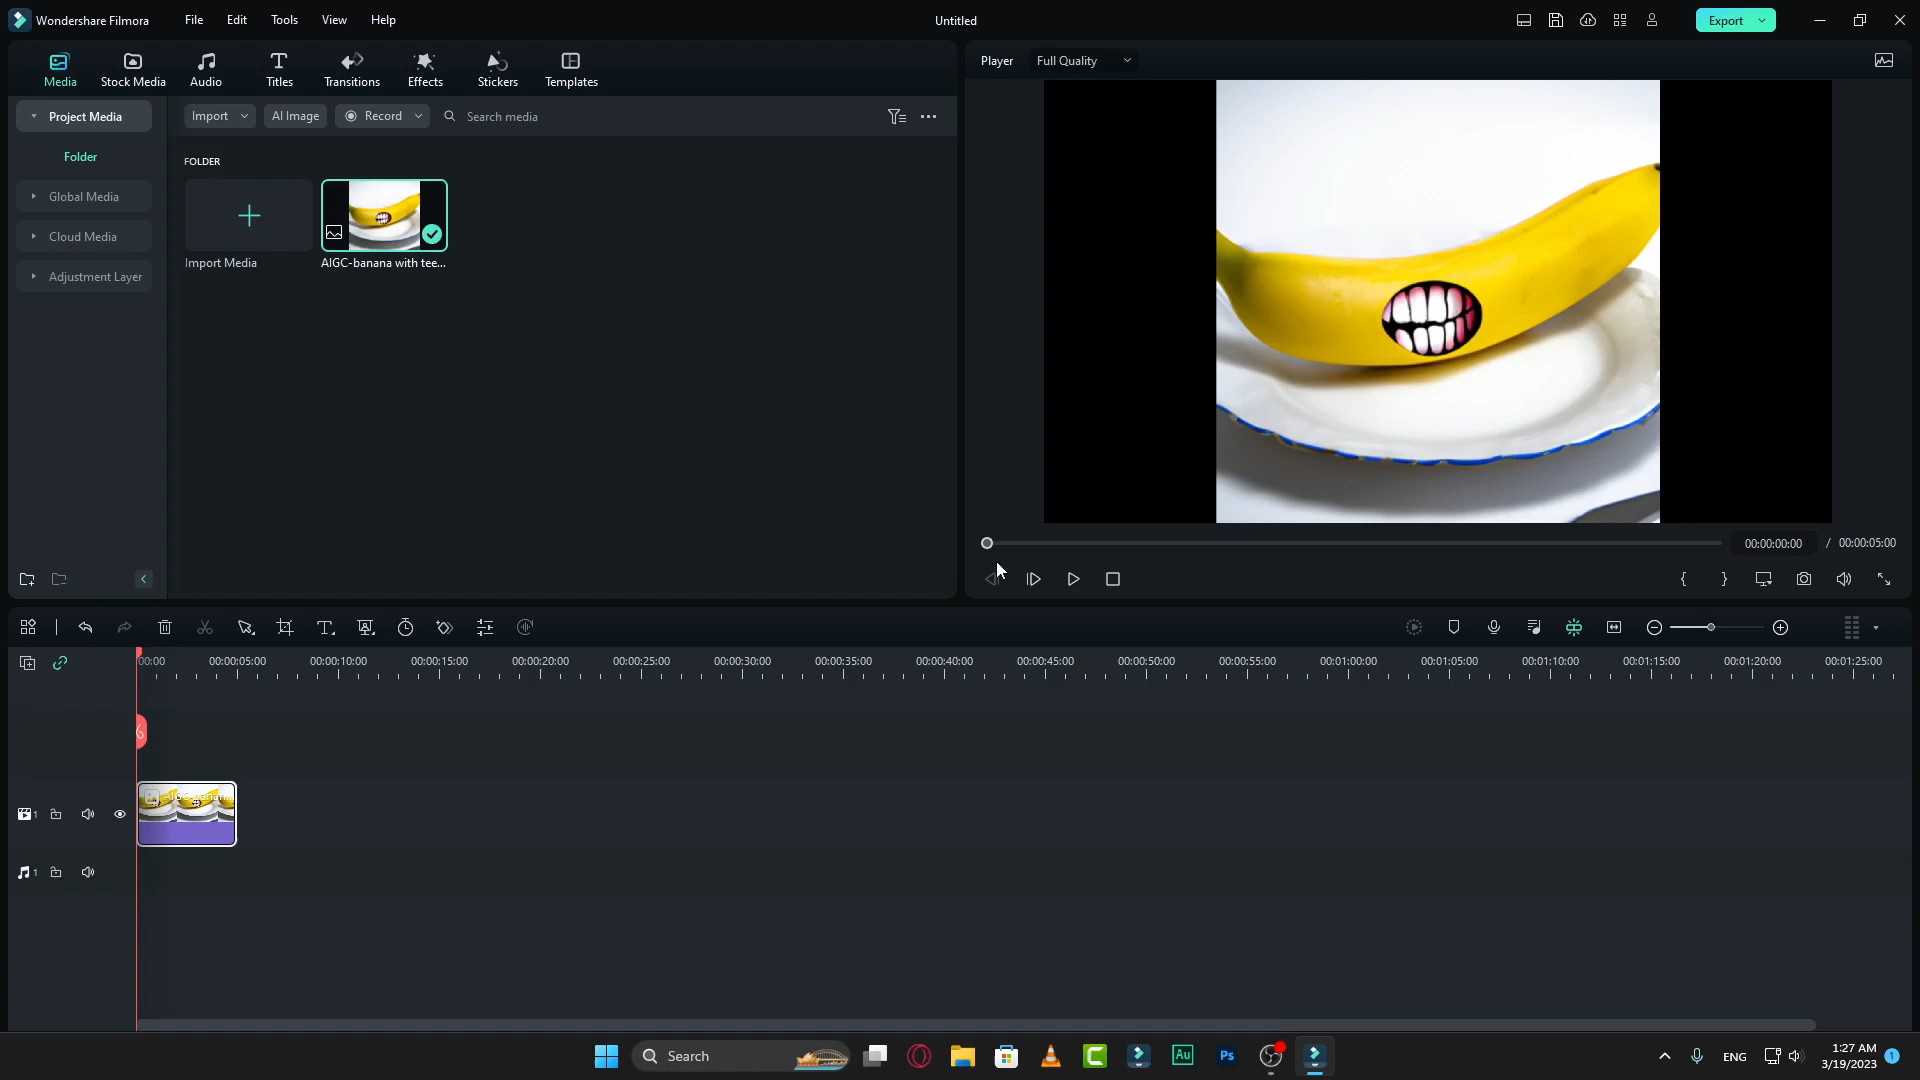 Wondershare Filmora File Edit Tools View Help Untitled Export
Media Stock Media Audio Titles Transitions Effects Stickers Templates
Player Full Quality
Project Media
Folder
Global Media
Cloud Media
Adjustment Layer
Import AI Image Record Search media
FOLDER
Import Media AIGC-banana with tee...
00:00:00:00 / 00:00:05:00
00:00 00:00:05:00 00:00:10:00 00:00:15:00 00:00:20:00 00:00:25:00 00:00:30:00 00:00:35:00 00:00:40:00 00:00:45:00 00:00:50:00 00:00:55:00 00:01:00:00 00:01:05:00 00:01:10:00 00:01:15:00 00:01:20:00 00:01:25:00
1
1
Search Au Ps ENG 1:27 AM
3/19/2023 1